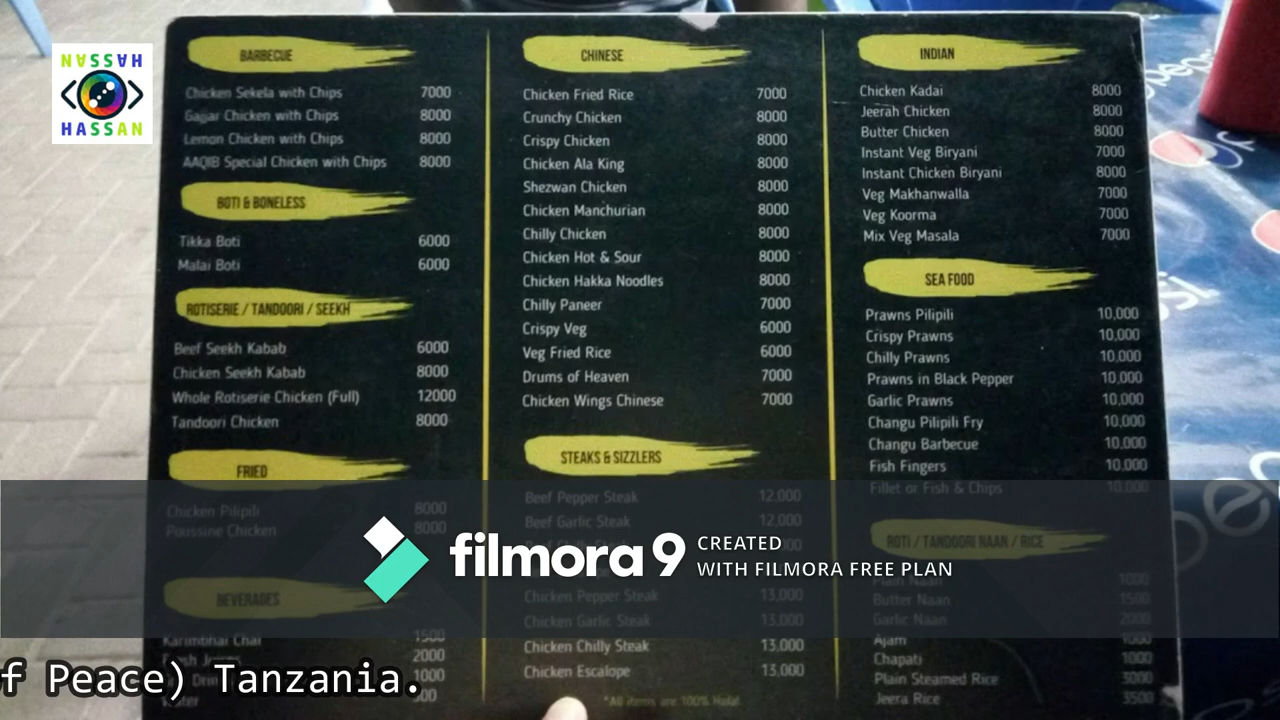 NASSAH
HASSAN
BARBECUE
Chicken Sekela with Chips 7000
Gajjar Chicken with Chips 8000
Lemon Chicken with Chips 8000
AAQIB Special Chicken with Chips 8000
BOTI & BONELESS
Tikka Boti 6000
Malai Boti 6000
ROTISERIE / TANDOORI / SEEKH
Beef Seekh Kabab 6000
Chicken Seekh Kabab 8000
Whole Rotiserie Chicken (Full) 12000
Tandoori Chicken 8000
FRIED
Chicken Pilipili 8000
Poussine Chicken 8000
BEVERAGES
Karimbhai Chai 1500
2000
1000
CHINESE
Chicken Fried Rice 7000
Crunchy Chicken 8000
Crispy Chicken 8000
Chicken Ala King 8000
Shezwan Chicken 8000
Chicken Manchurian 8000
Chilly Chicken 8000
Chicken Hot & Sour 8000
Chicken Hakka Noodles 8000
Chilly Paneer 7000
Crispy Veg 6000
Veg Fried Rice 6000
Drums of Heaven 7000
Chicken Wings Chinese 7000
STEAKS & SIZZLERS
Beef Pepper Steak 12,000
Beef Garlic Steak 12,000
Chicken Pepper Steak 13,000
Chicken Garlic Steak 13,000
Chicken Chilly Steak 13,000
Chicken Escalope 13,000
*All items are 100% Halal
INDIAN
Chicken Kadai 8000
Jeerah Chicken 8000
Butter Chicken 8000
Instant Veg Biryani 7000
Instant Chicken Biryani 8000
Veg Makhanwalla 7000
Veg Koorma 7000
Mix Veg Masala 7000
SEA FOOD
Prawns Pilipili 10,000
Crispy Prawns 10,000
Chilly Prawns 10,000
Prawns in Black Pepper 10,000
Garlic Prawns 10,000
Changu Pilipili Fry 10,000
Changu Barbecue 10,000
Fish Fingers 10,000
Fillet or Fish & Chips 10,000
ROTI / TANDOORI NAAN / RICE
Plain Naan 1000
Butter Naan 1500
Garlic Naan 2000
Ajam 1000
Chapati 1000
Plain Steamed Rice 3000
Jeera Rice 3500
filmora9 CREATED
WITH FILMORA FREE PLAN
f Peace) Tanzania.
pepsi